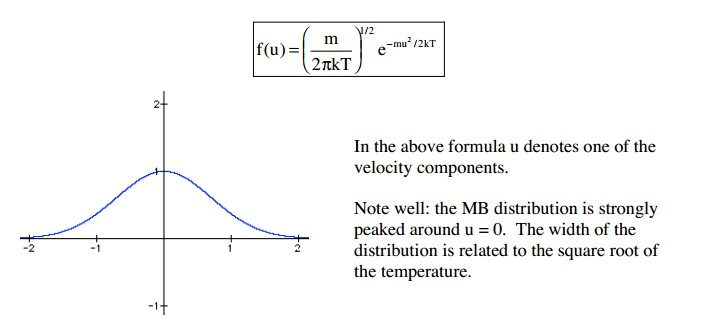 f(u) = (m / 2πkT)^1/2 e^−mu²/2kT
2
1
-2 -1 1 2
-1
In the above formula u denotes one of the
velocity components.
Note well: the MB distribution is strongly
peaked around u = 0. The width of the
distribution is related to the square root of
the temperature.